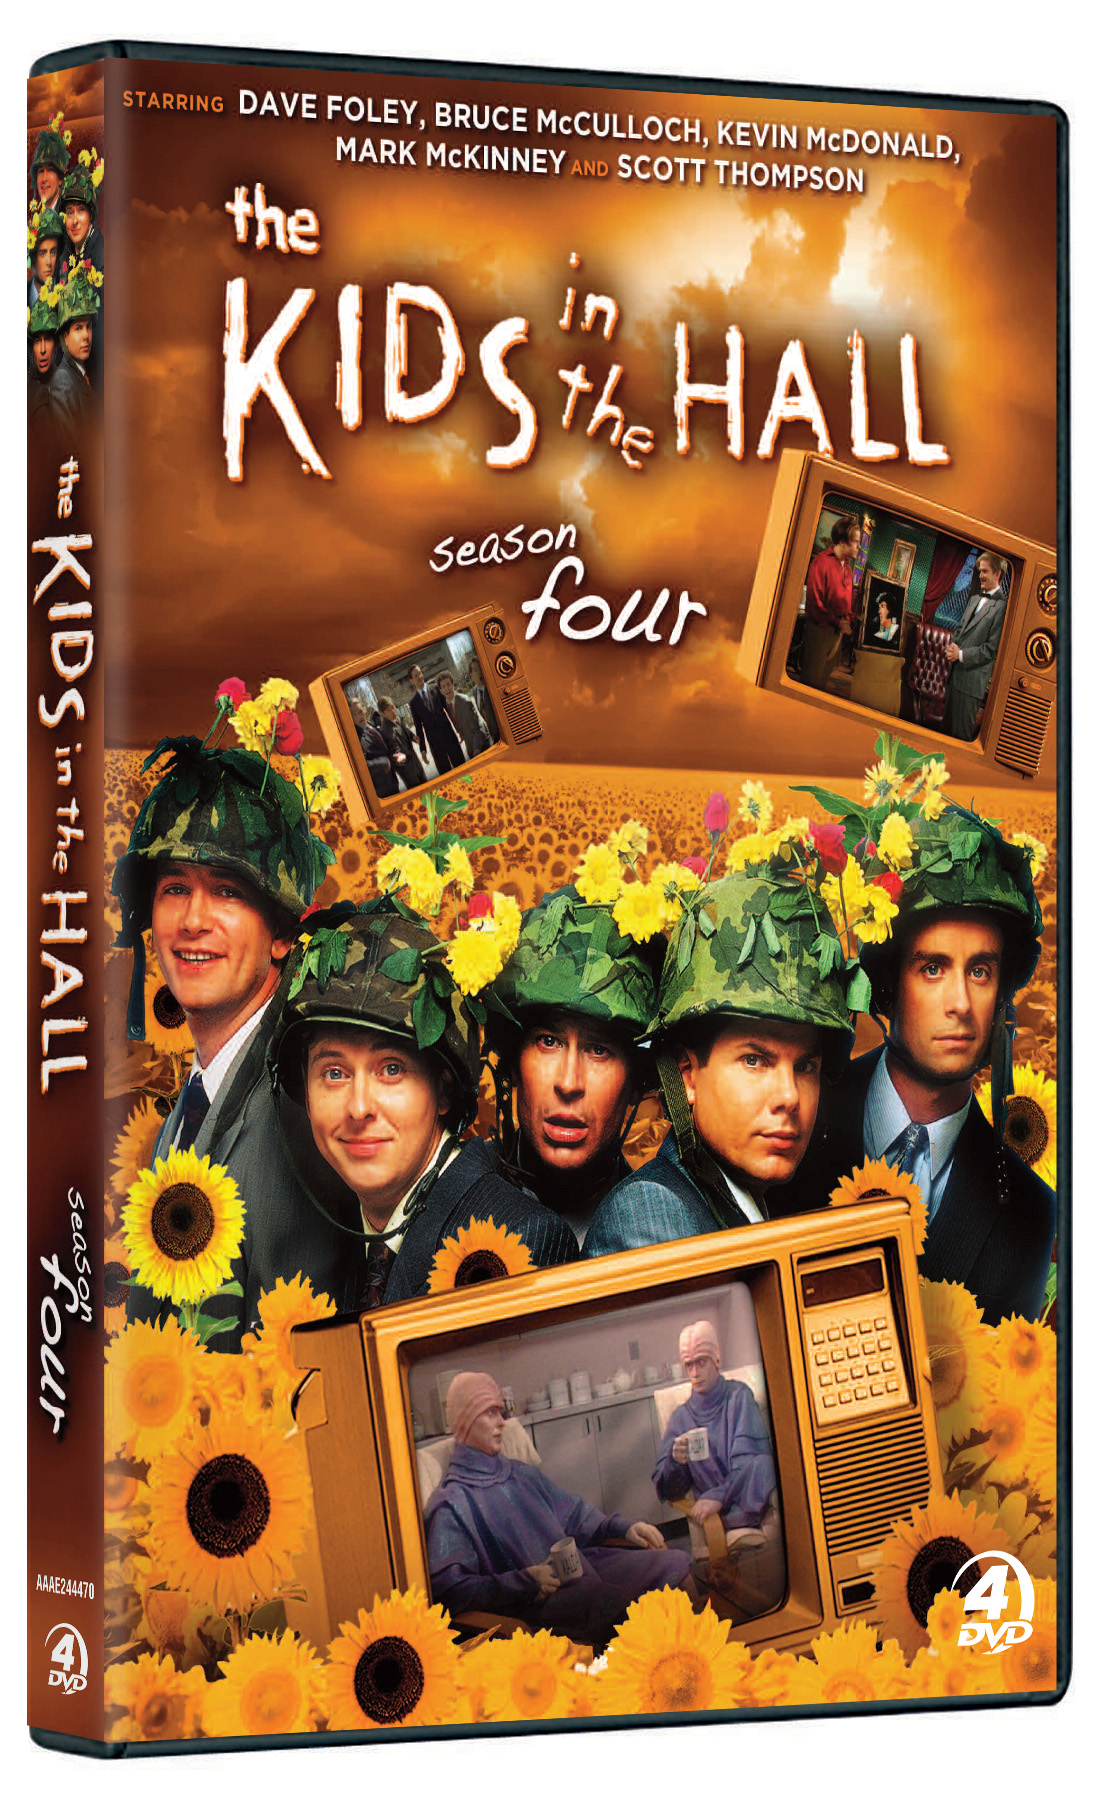 STARRING DAVE FOLEY, BRUCE McCULLOCH, KEVIN McDONALD,
MARK McKINNEY AND SCOTT THOMPSON
the
KIDS in the HALL
season
four
4
DVD
the KIDS in the HALL
season
four
AAAE244470
4
DVD